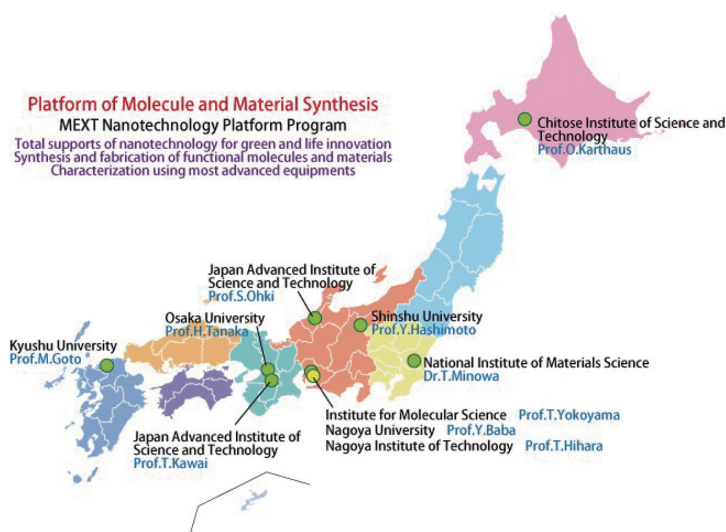 Platform of Molecule and Material Synthesis
MEXT Nanotechnology Platform Program
Total supports of nanotechnology for green and life innovation
Synthesis and fabrication of functional molecules and materials
Characterization using most advanced equipments
Chitose Institute of Science and
Technology
Prof.O.Karthaus
Japan Advanced Institute of
Science and Technology
Prof.S.Ohki
Osaka University
Prof.H.Tanaka
Shinshu University
Prof.Y.Hashimoto
Kyushu University
Prof.M.Goto
National Institute of Materials Science
Dr.T.Minowa
Institute for Molecular Science Prof.T.Yokoyama
Nagoya University Prof.Y.Baba
Nagoya Institute of Technology Prof.T.Hihara
Japan Advanced Institute of
Science and Technology
Prof.T.Kawai